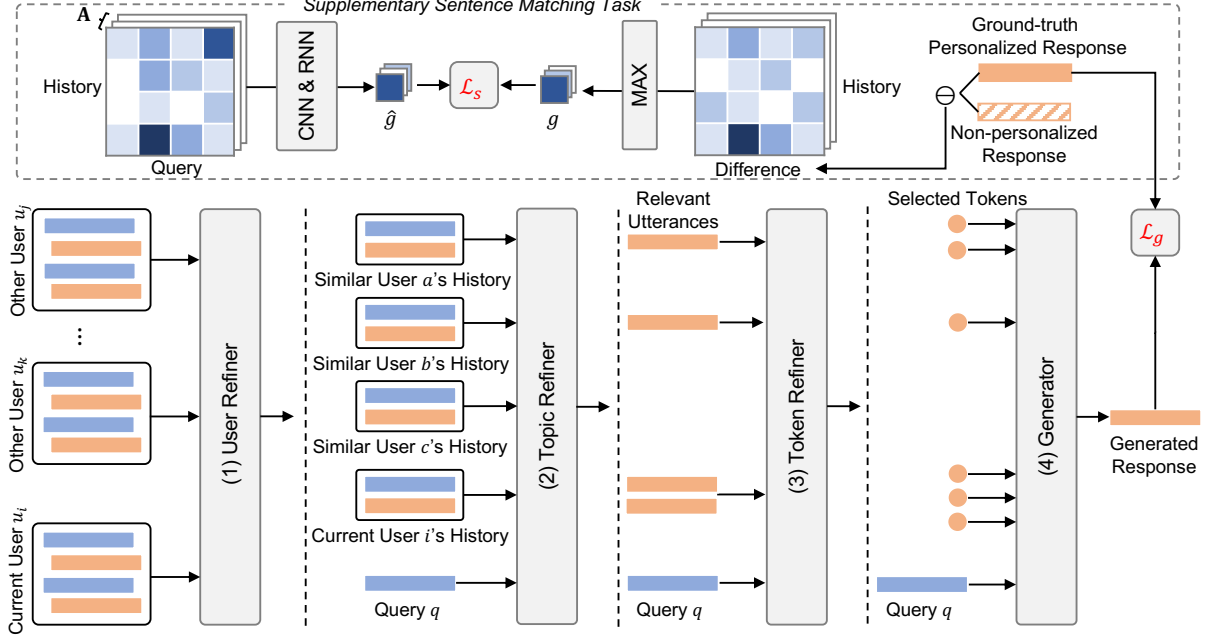 Supplementary Sentence Matching Task
A
History
Query
CNN & RNN
ĝ
ℒs
g
MAX
History
Difference
Ground-truth
Personalized Response
⊖
Non-personalized
Response
Other User uj
⋮
Other User uk
Current User ui
(1) User Refiner
Similar User a's History
Similar User b's History
Similar User c's History
Current User i's History
Query q
(2) Topic Refiner
Relevant
Utterances
Query q
(3) Token Refiner
Selected Tokens
Query q
(4) Generator
ℒg
Generated
Response